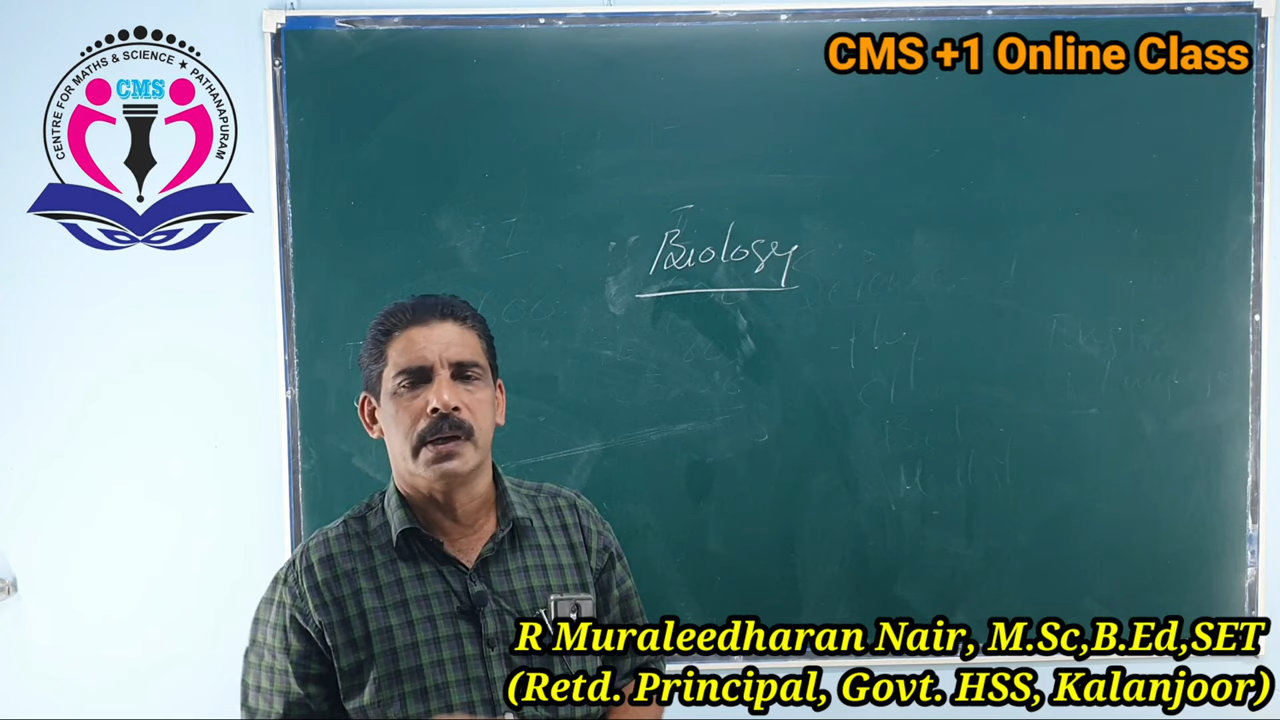 CENTRE FOR MATHS & SCIENCE ★ PATHANAPURAM
CMS
CMS +1 Online Class
Biology
R Muraleedharan Nair, M.Sc,B.Ed,SET
(Retd. Principal, Govt. HSS, Kalanjoor)